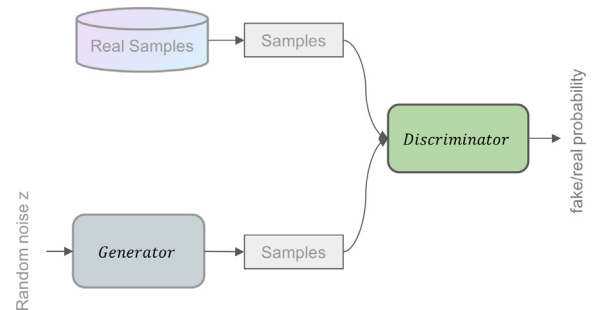 Real Samples
Samples
Discriminator
fake/real probability
Random noise z
Generator
Samples